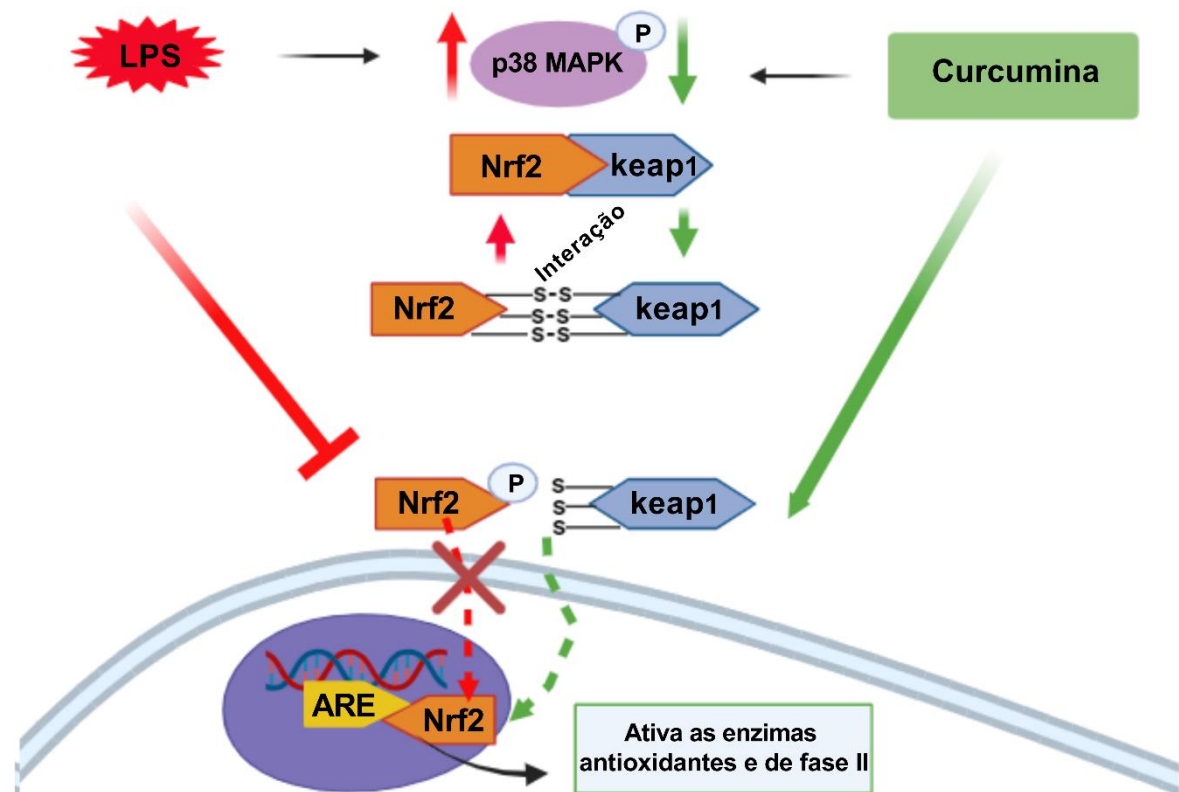 LPS
p38 MAPK
P
Curcumina
Nrf2
keap1
Interação
Nrf2
S-S
S-S
S-S
keap1
Nrf2
P
S
S
S
keap1
ARE
Nrf2
Ativa as enzimas
antioxidantes e de fase II